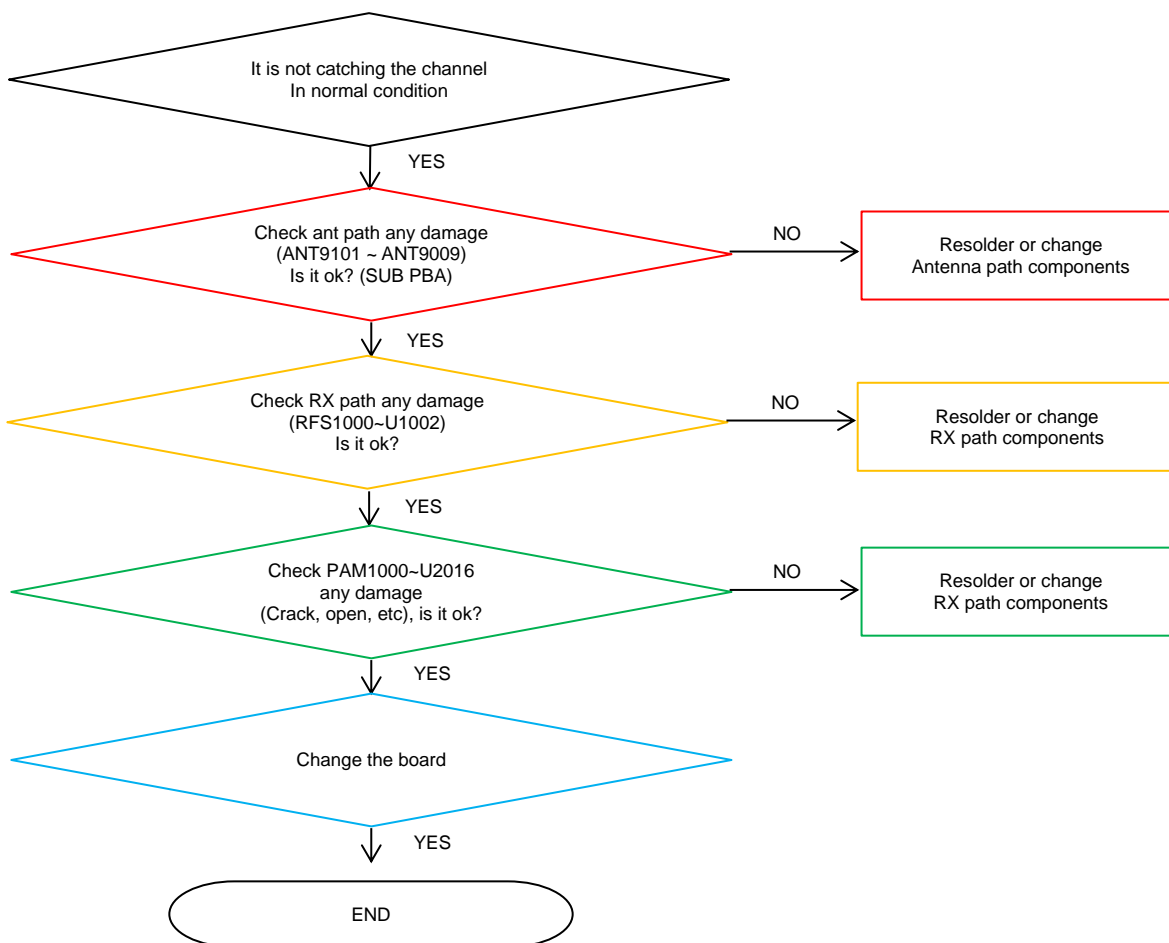 It is not catching the channel
In normal condition
YES
Check ant path any damage
(ANT9101 ~ ANT9009)
Is it ok? (SUB PBA)
NO
Resolder or change
Antenna path components
YES
Check RX path any damage
(RFS1000~U1002)
Is it ok?
NO
Resolder or change
RX path components
YES
Check PAM1000~U2016
any damage
(Crack, open, etc), is it ok?
NO
Resolder or change
RX path components
YES
Change the board
YES
END